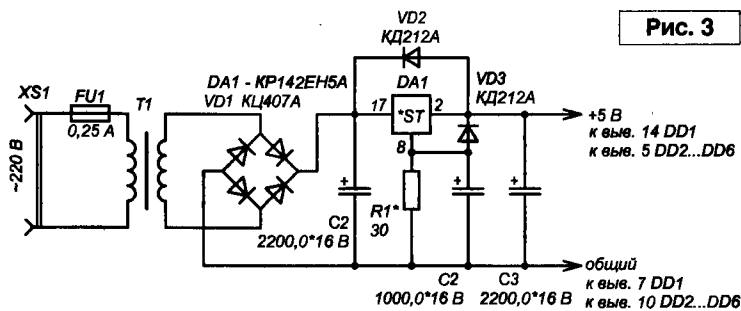 Рис. 3
VD2
КД212А
XS1
FU1
T1
DA1 - КР142ЕН5А
VD1 КЦ407А
DA1
VD3
КД212А
0,25 А
17
*ST
2
+5 В
к выв. 14 DD1
к выв. 5 DD2...DD6
~220 В
8
+
+
+
R1*
30
C2
2200,0*16 В
C2
1000,0*16 В
C3
2200,0*16 В
общий
к выв. 7 DD1
к выв. 10 DD2...DD6